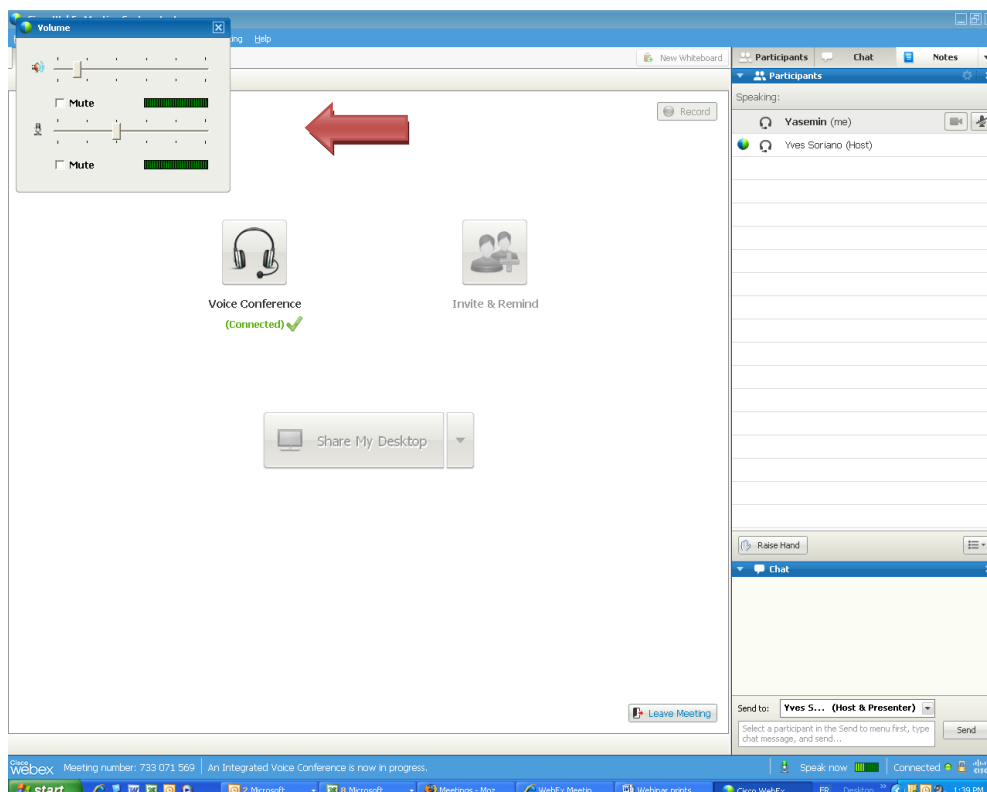 Volume
Help
New Whiteboard
Participants
Chat
Notes
Participants
Mute
Record
Speaking:
Yasemin (me)
Yves Soriano (Host)
Mute
Voice Conference
(Connected)
Invite & Remind
Share My Desktop
Raise Hand
Chat
Leave Meeting
Send to: Yves S... (Host & Presenter)
Select a participant in the Send to menu first, type
chat message, and send...
Send
Cisco
webex Meeting number: 733 071 569 An Integrated Voice Conference is now in progress.
Speak now
Connected
cisco
start
2 Microsoft
8 Microsoft
Meetings - Moz
WebEx Meetin
Webinar prints
Cisco WebEx
FR
Desktop
1:39 PM